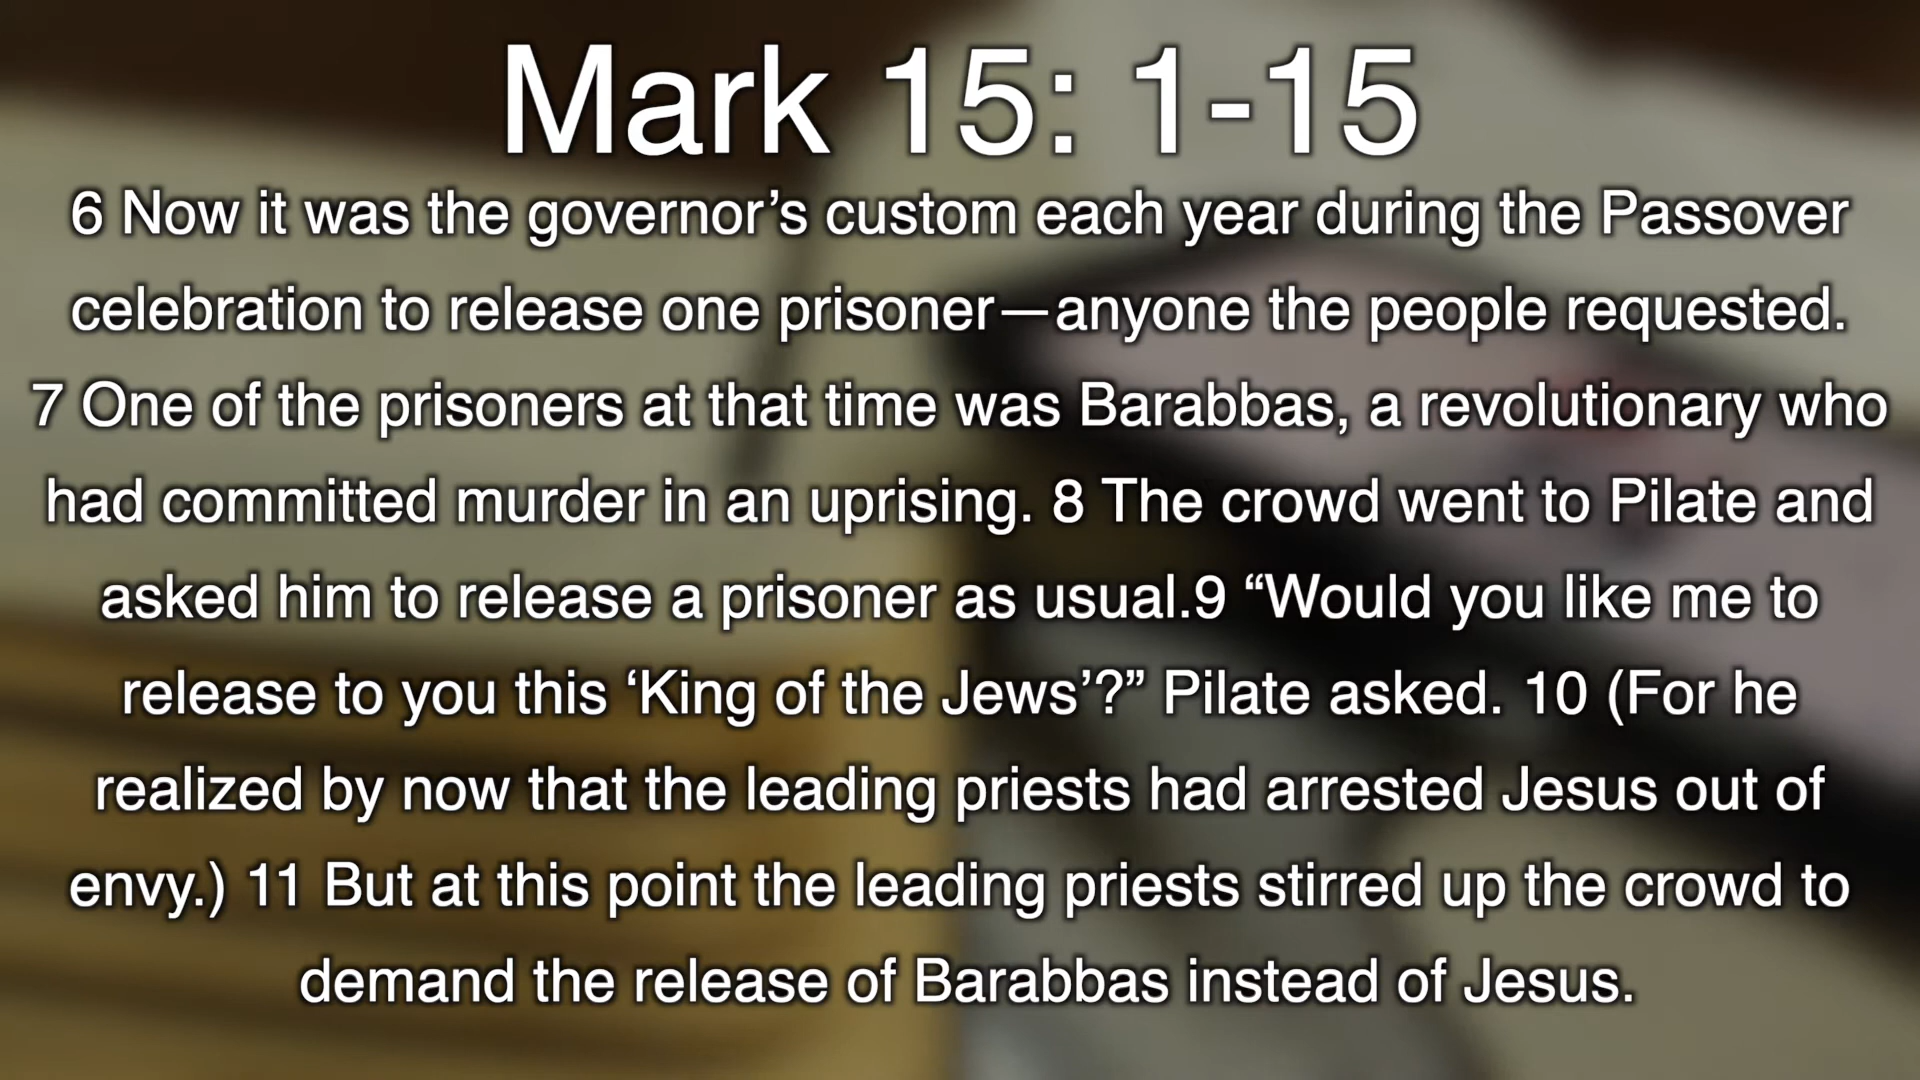 Mark 15: 1-15
6 Now it was the governor’s custom each year during the Passover
celebration to release one prisoner—anyone the people requested.
7 One of the prisoners at that time was Barabbas, a revolutionary who
had committed murder in an uprising. 8 The crowd went to Pilate and
asked him to release a prisoner as usual.9 “Would you like me to
release to you this ‘King of the Jews’?” Pilate asked. 10 (For he
realized by now that the leading priests had arrested Jesus out of
envy.) 11 But at this point the leading priests stirred up the crowd to
demand the release of Barabbas instead of Jesus.